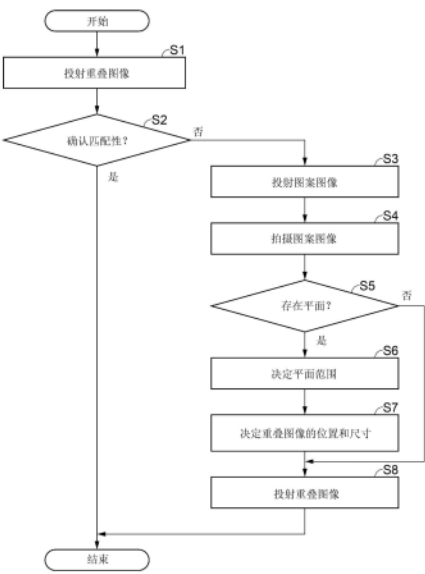 开始
S1
投射重叠图像
S2
确认匹配性？
否
是
S3
投射图案图像
S4
拍摄图案图像
S5
存在平面？
否
是
S6
决定平面范围
S7
决定重叠图像的位置和尺寸
S8
投射重叠图像
结束